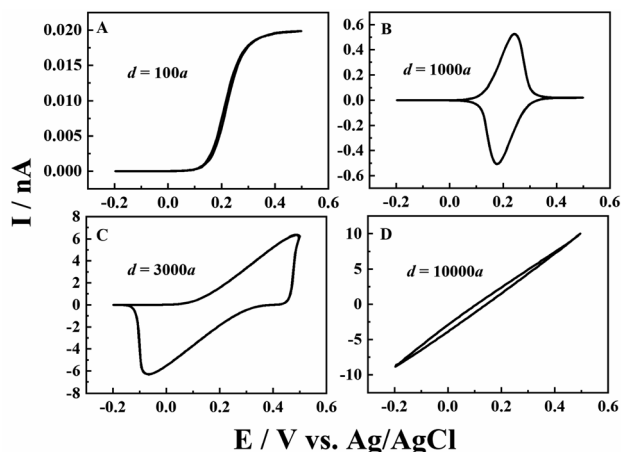 A
d = 100a
0.020
0.015
0.010
0.005
0.000
-0.2 0.0 0.2 0.4 0.6
B
d = 1000a
0.6
0.4
0.2
0.0
-0.2
-0.4
-0.6
-0.2 0.0 0.2 0.4 0.6
I / nA
C
d = 3000a
8
6
4
2
0
-2
-4
-6
-8
-0.2 0.0 0.2 0.4 0.6
D
d = 10000a
10
5
0
-5
-10
-0.2 0.0 0.2 0.4 0.6
E / V vs. Ag/AgCl